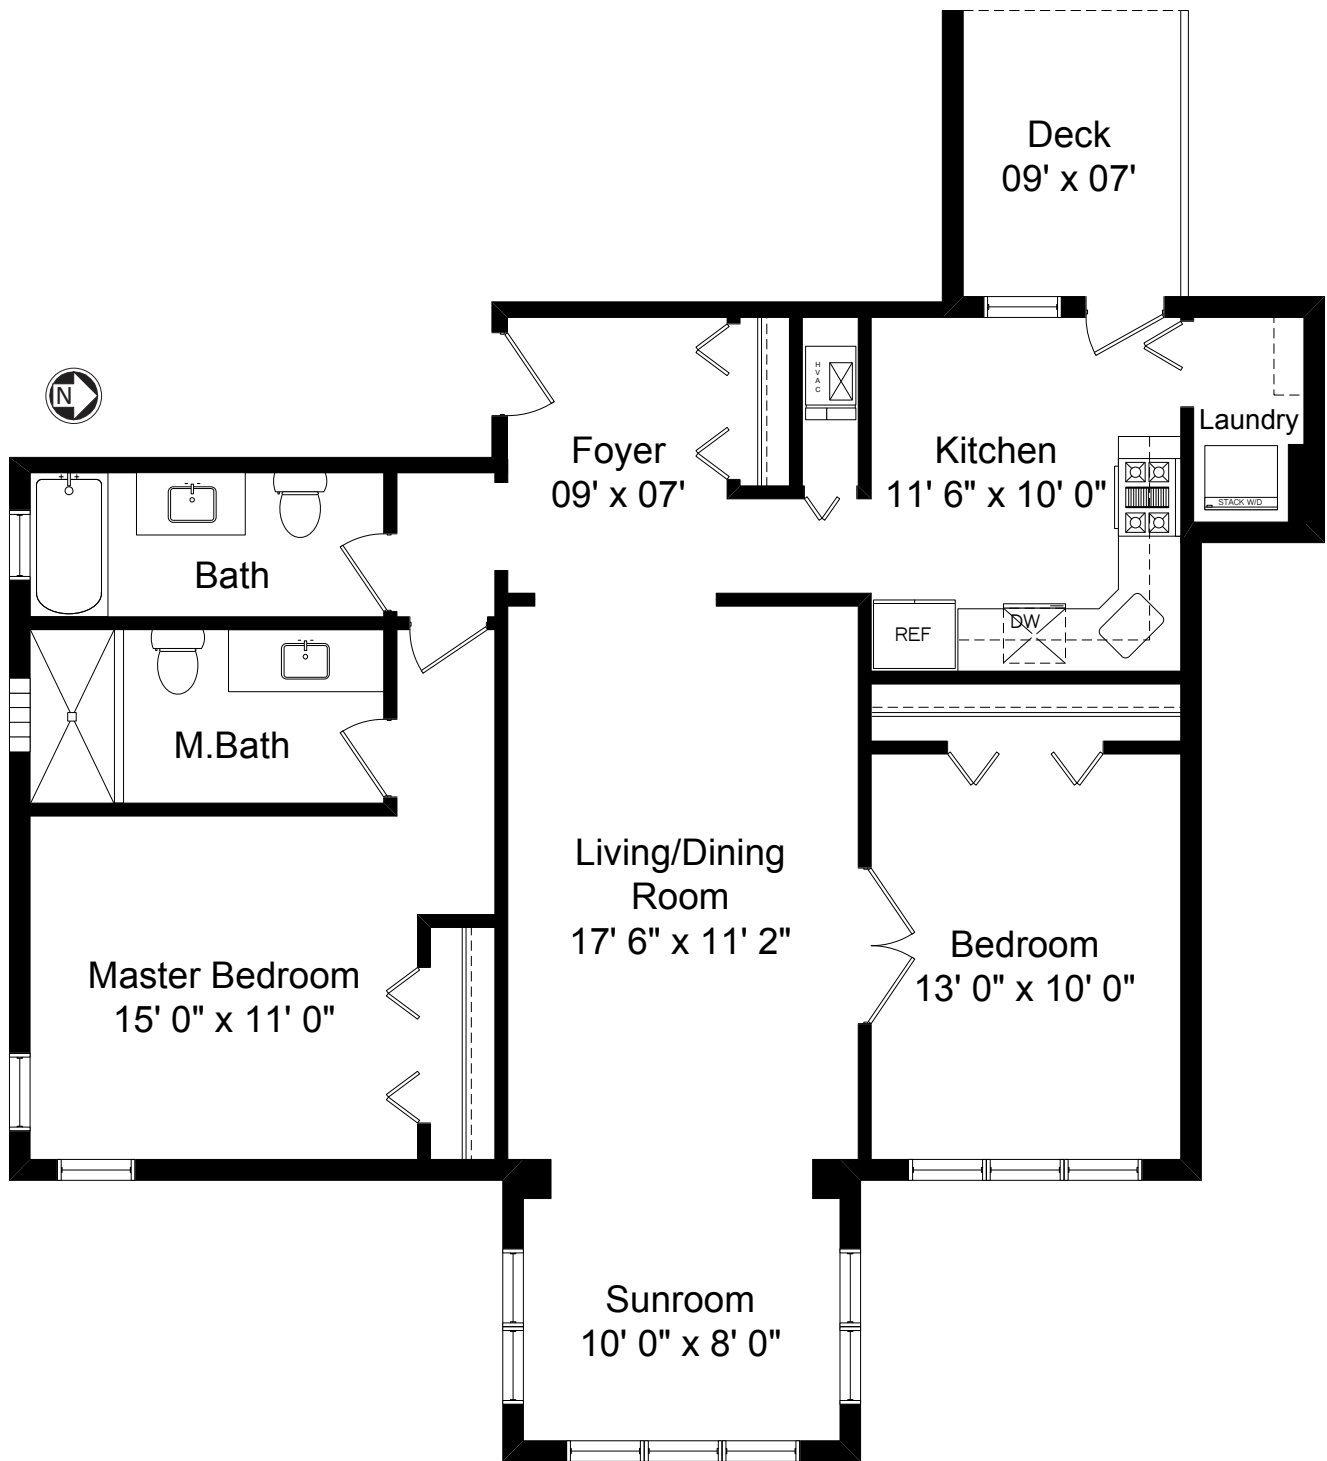 Deck
09' x 07'
N
HVAC
Foyer
09' x 07'
Kitchen
11' 6" x 10' 0"
Laundry
STACK W/D
Bath
REF
DW
M.Bath
Living/Dining
Room
17' 6" x 11' 2"
Master Bedroom
15' 0" x 11' 0"
Bedroom
13' 0" x 10' 0"
Sunroom
10' 0" x 8' 0"